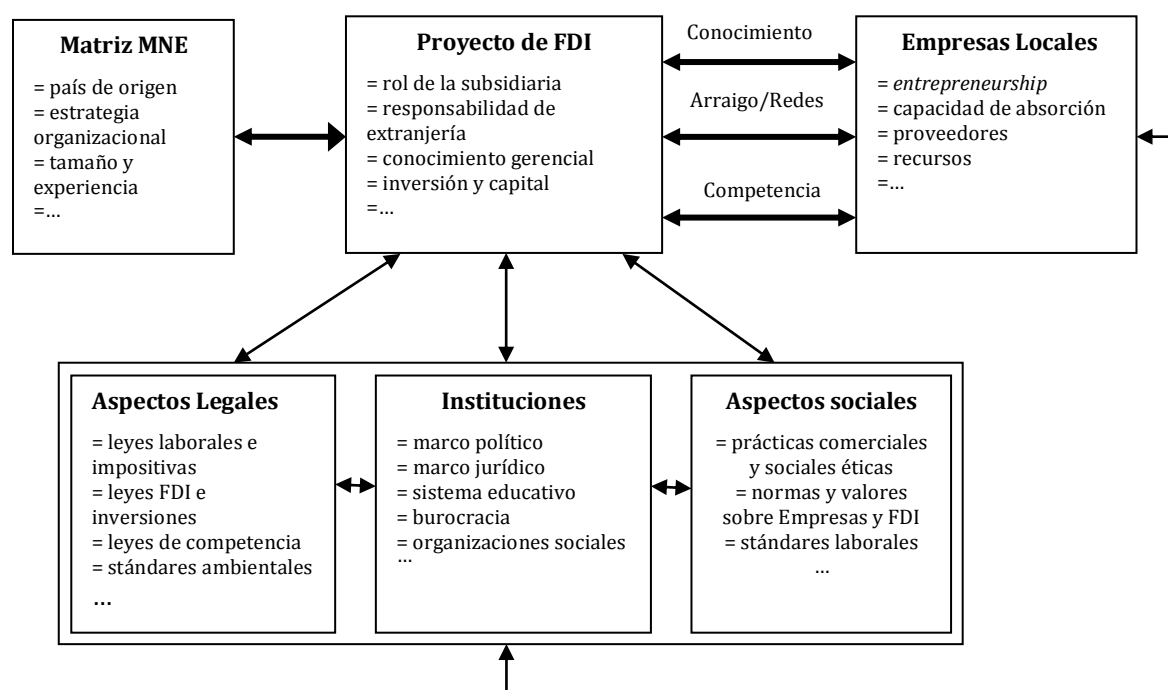 Matriz MNE
= país de origen
= estrategia
organizacional
= tamaño y
experiencia
=...
Proyecto de FDI
= rol de la subsidiaria
= responsabilidad de
extranjería
= conocimiento gerencial
= inversión y capital
=...
Conocimiento
Arraigo/Redes
Competencia
Empresas Locales
= entrepreneurship
= capacidad de absorción
= proveedores
= recursos
=...
Aspectos Legales
= leyes laborales e
impositivas
= leyes FDI e
inversiones
= leyes de competencia
= stándares ambientales
...
Instituciones
= marco político
= marco jurídico
= sistema educativo
= burocracia
= organizaciones sociales
...
Aspectos sociales
= prácticas comerciales
y sociales éticas
= normas y valores
sobre Empresas y FDI
= stándares laborales
...